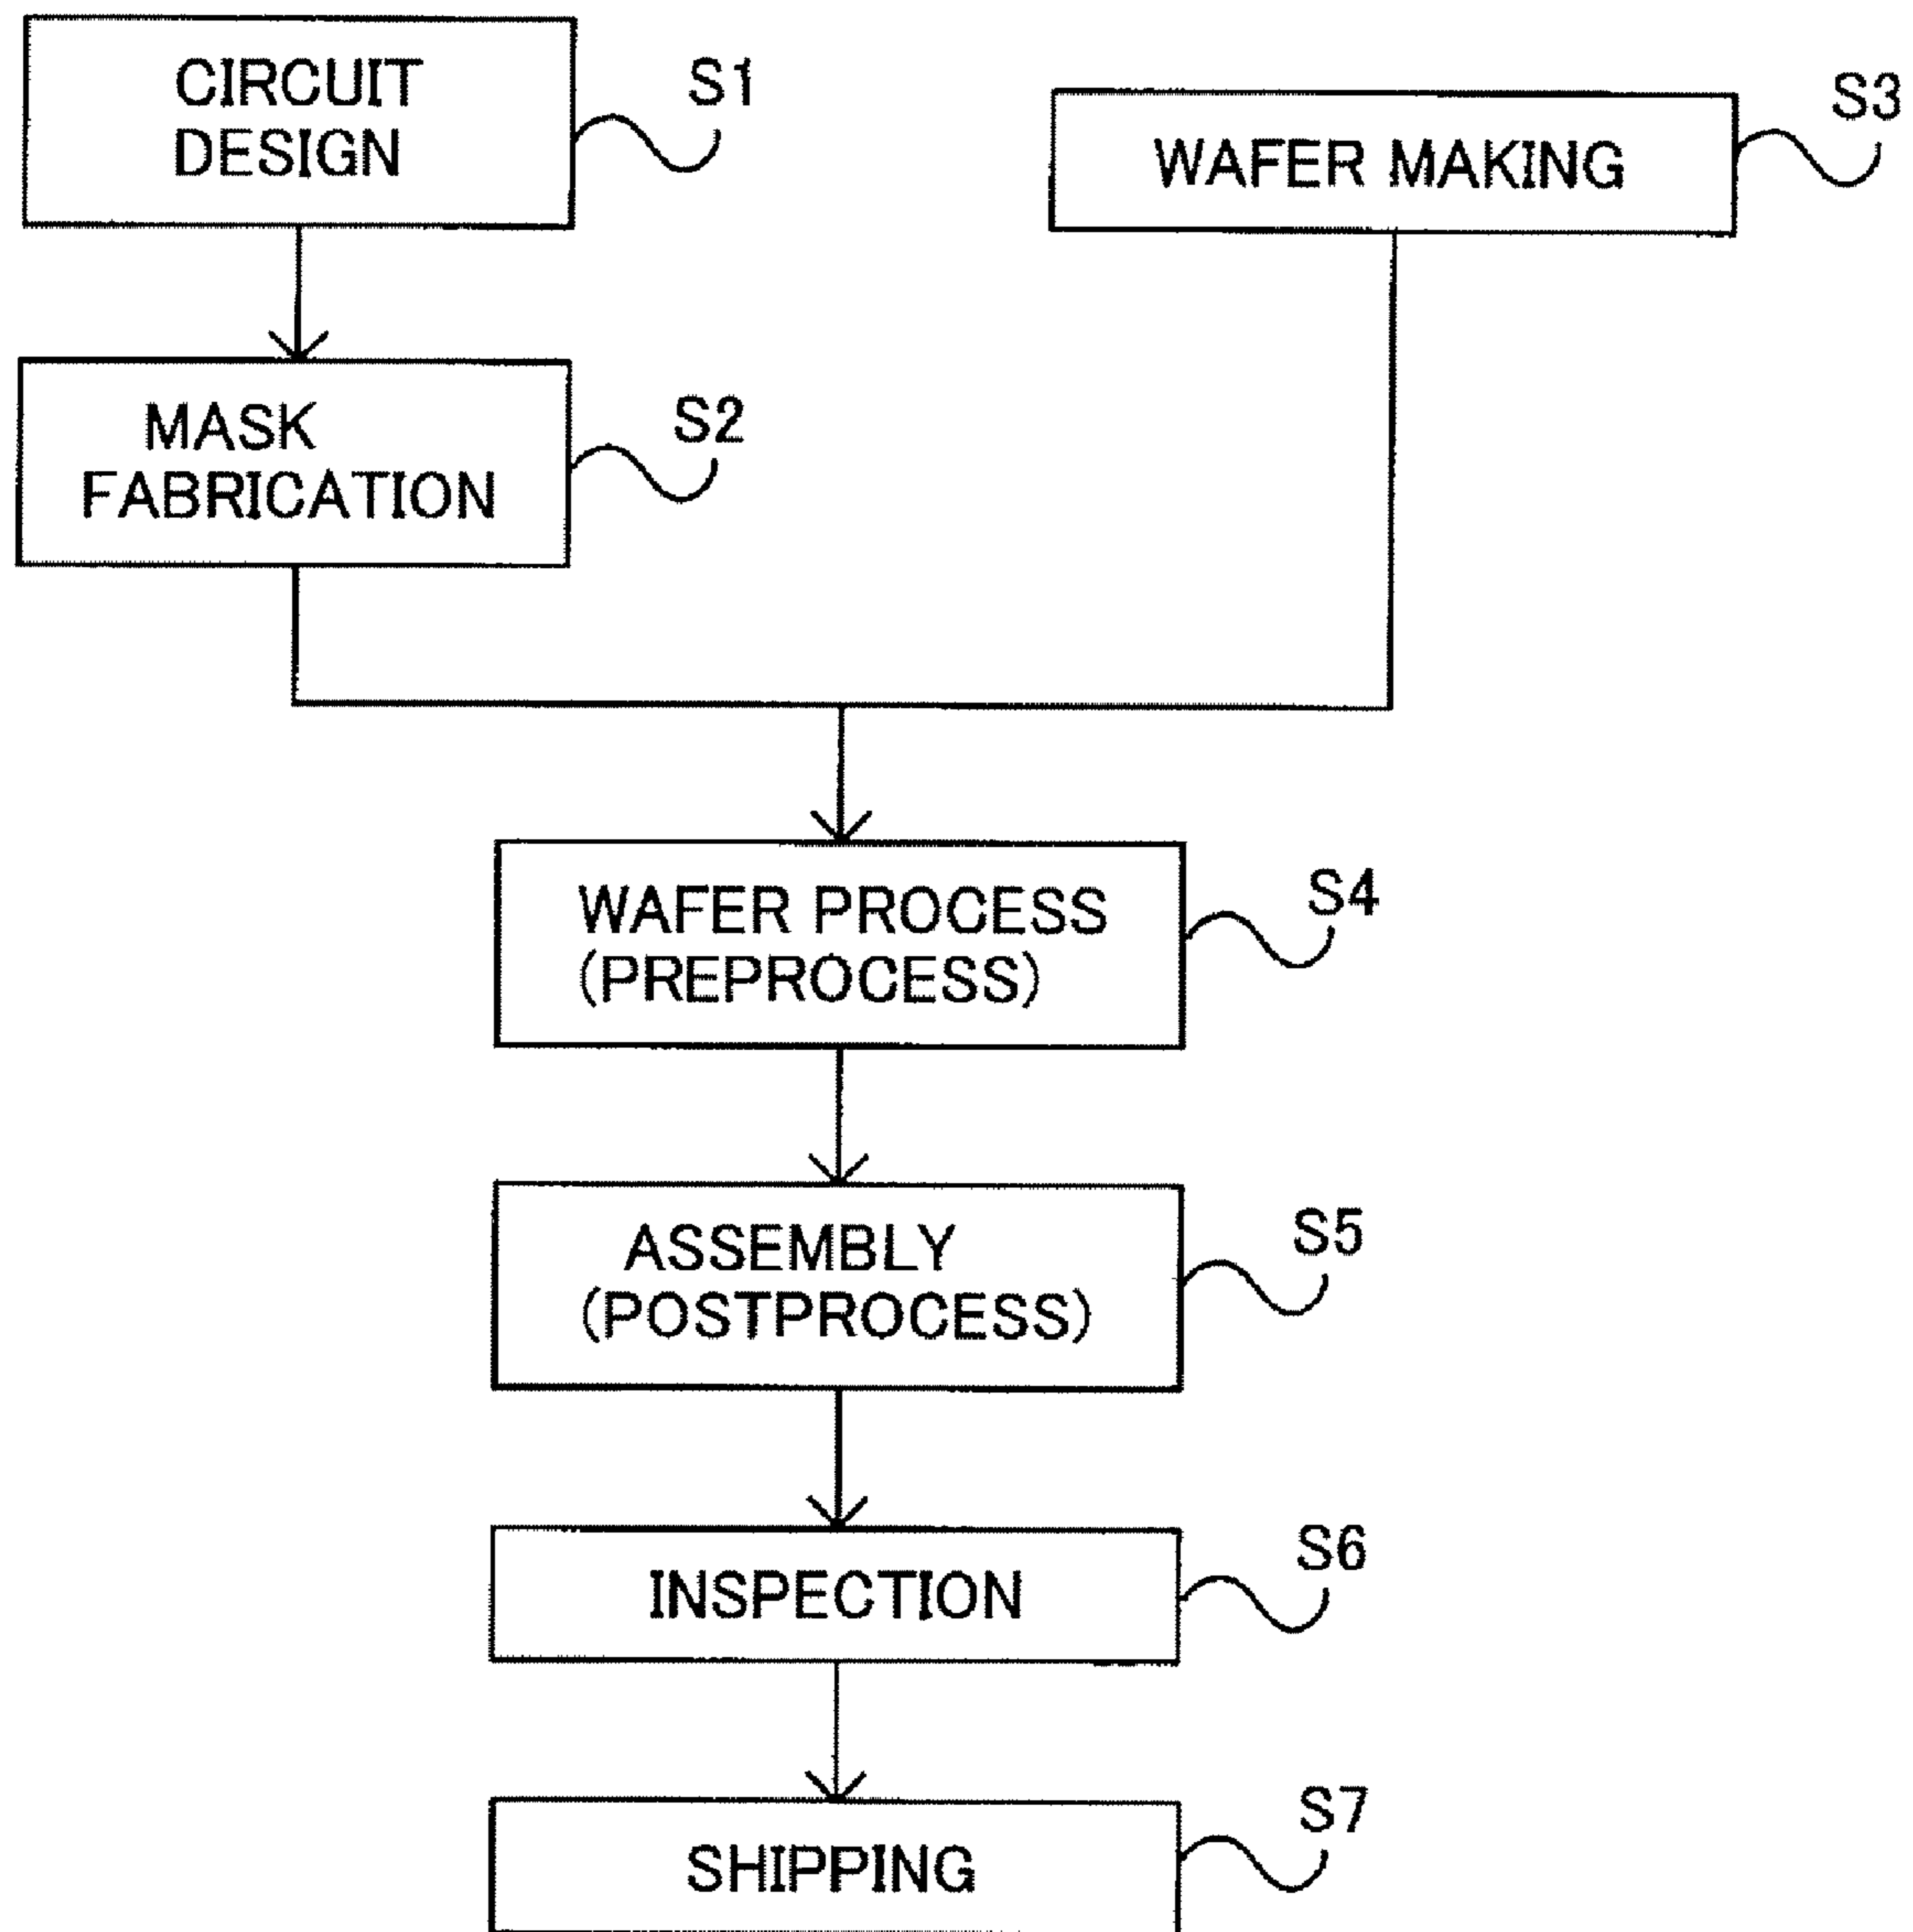 CIRCUIT
DESIGN
S1
WAFER MAKING
S3
MASK
FABRICATION
S2
WAFER PROCESS
(PREPROCESS)
S4
ASSEMBLY
(POSTPROCESS)
S5
INSPECTION
S6
SHIPPING
S7